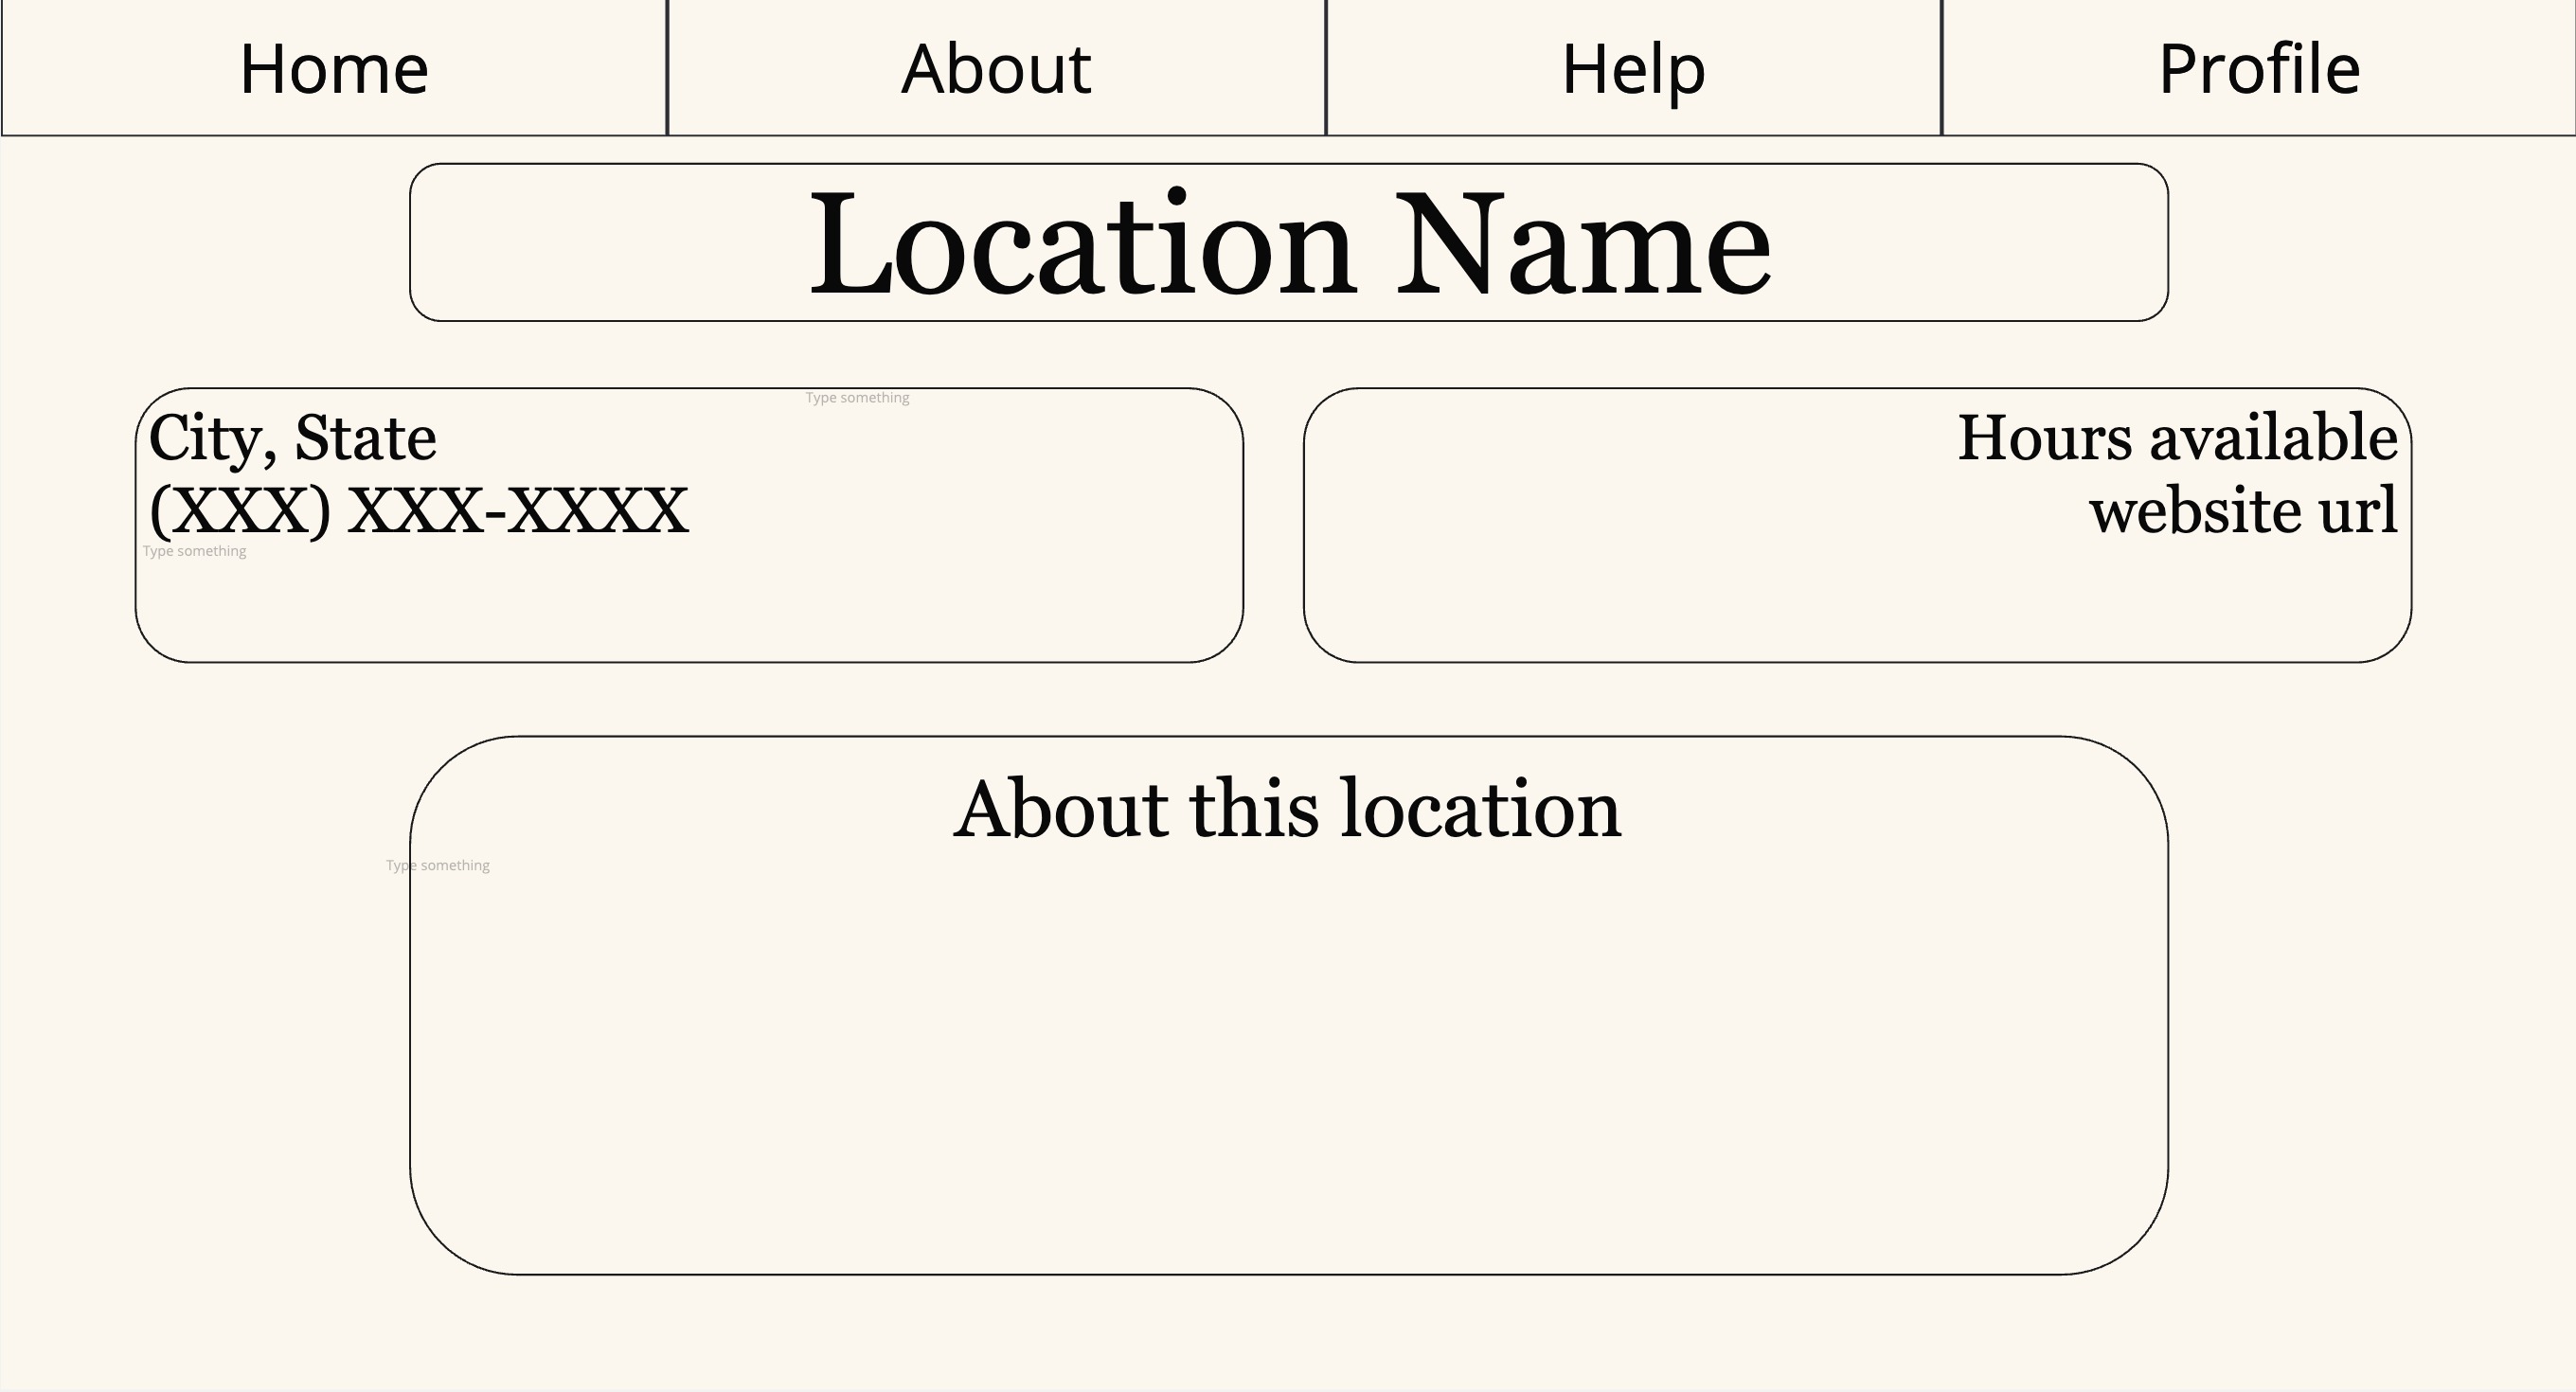 Home About Help Profile
Location Name
Type something
City, State
Hours available
(XXX) XXX-XXXX
website url
Type something
About this location
Type something